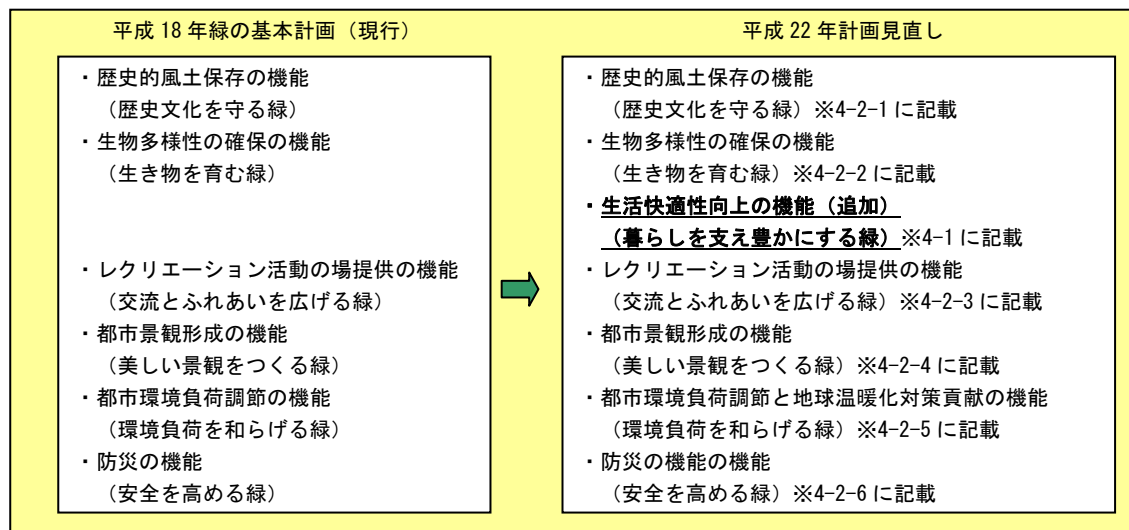 平成 18 年緑の基本計画（現行）
・歴史的風土保存の機能
（歴史文化を守る緑）
・生物多様性の確保の機能
（生き物を育む緑）
・レクリエーション活動の場提供の機能
（交流とふれあいを広げる緑）
・都市景観形成の機能
（美しい景観をつくる緑）
・都市環境負荷調節の機能
（環境負荷を和らげる緑）
・防災の機能
（安全を高める緑）
平成 22 年計画見直し
・歴史的風土保存の機能
（歴史文化を守る緑）※4-2-1 に記載
・生物多様性の確保の機能
（生き物を育む緑）※4-2-2 に記載
・生活快適性向上の機能（追加）
（暮らしを支え豊かにする緑）※4-1 に記載
・レクリエーション活動の場提供の機能
（交流とふれあいを広げる緑）※4-2-3 に記載
・都市景観形成の機能
（美しい景観をつくる緑）※4-2-4 に記載
・都市環境負荷調節と地球温暖化対策貢献の機能
（環境負荷を和らげる緑）※4-2-5 に記載
・防災の機能の機能
（安全を高める緑）※4-2-6 に記載